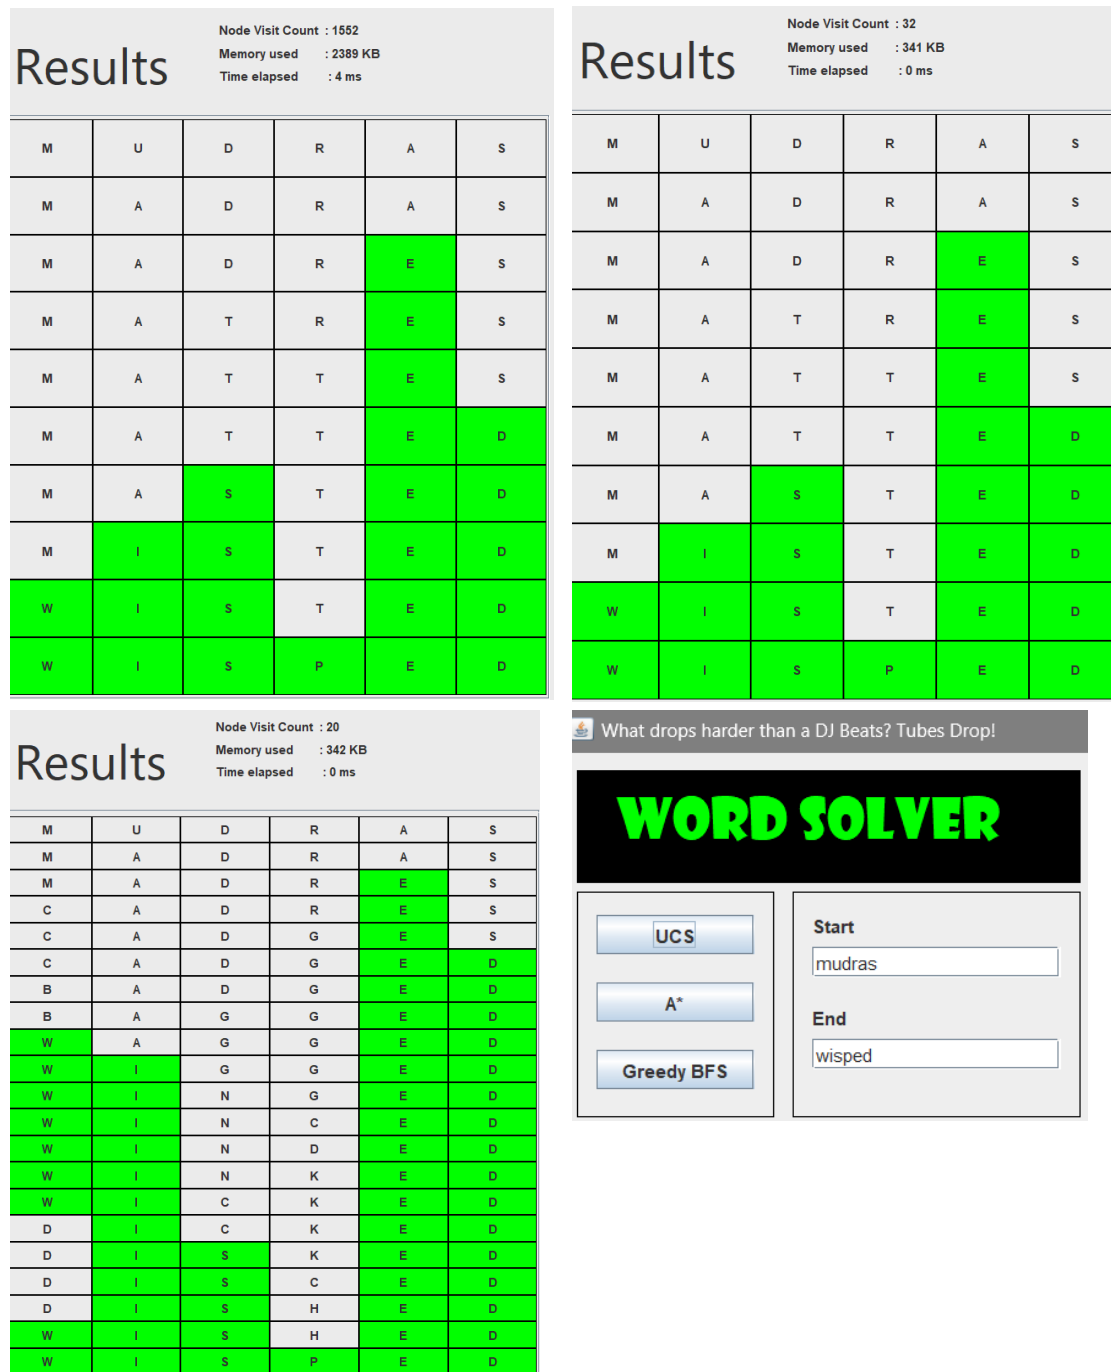 Results
Node Visit Count : 1552
Memory used : 2389 KB
Time elapsed : 4 ms
M U D R A S
M A D R A S
M A D R E S
M A T R E S
M A T T E S
M A T T E D
M A S T E D
M I S T E D
W I S T E D
W I S P E D
Results
Node Visit Count : 32
Memory used : 341 KB
Time elapsed : 0 ms
M U D R A S
M A D R A S
M A D R E S
M A T R E S
M A T T E S
M A T T E D
M A S T E D
M I S T E D
W I S T E D
W I S P E D
Results
Node Visit Count : 20
Memory used : 342 KB
Time elapsed : 0 ms
M U D R A S
M A D R A S
M A D R E S
C A D R E S
C A D G E S
C A D G E D
B A D G E D
B A G G E D
W A G G E D
W I G G E D
W I N G E D
W I N C E D
W I N D E D
W I N K E D
W I C K E D
D I C K E D
D I S K E D
D I S C E D
D I S H E D
W I S H E D
W I S P E D
What drops harder than a DJ Beats? Tubes Drop!
WORD SOLVER
UCS
A*
Greedy BFS
Start
mudras
End
wisped